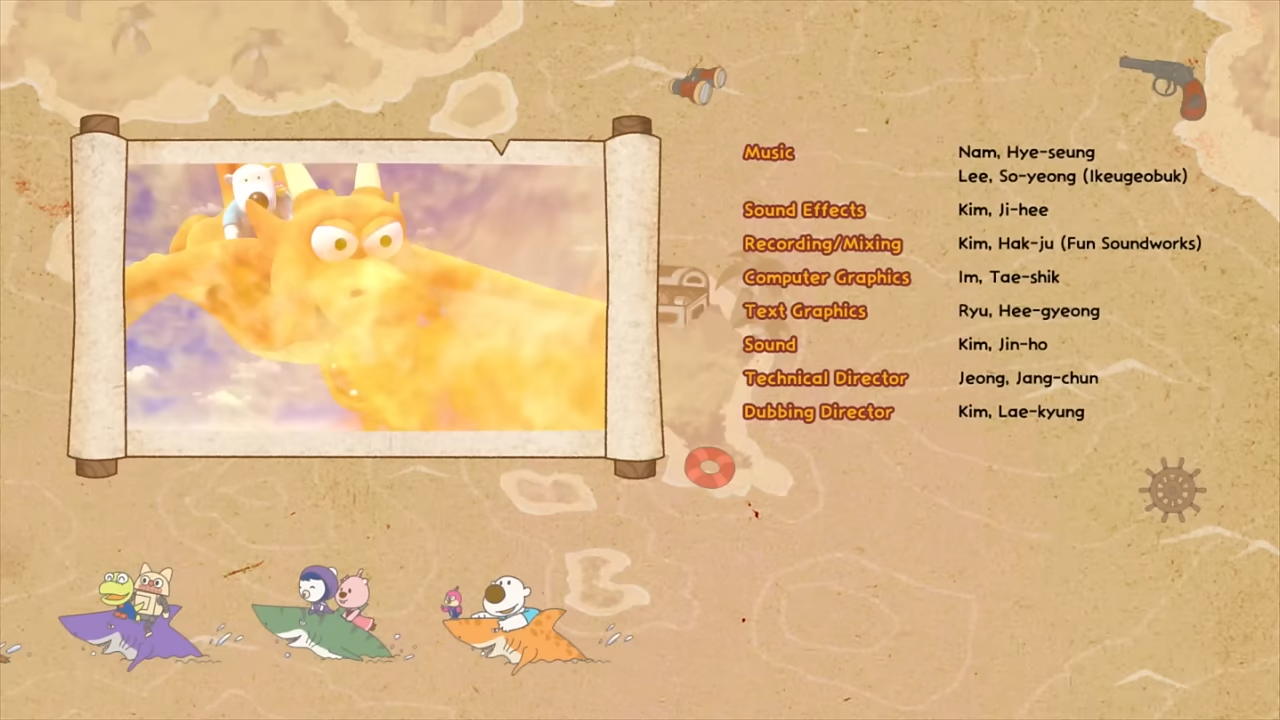 Music Nam, Hye-seung
Lee, So-yeong (Ikeugeobuk)
Sound Effects Kim, Ji-hee
Recording/Mixing Kim, Hak-ju (Fun Soundworks)
Computer Graphics Im, Tae-shik
Text Graphics Ryu, Hee-gyeong
Sound Kim, Jin-ho
Technical Director Jeong, Jang-chun
Dubbing Director Kim, Lae-kyung